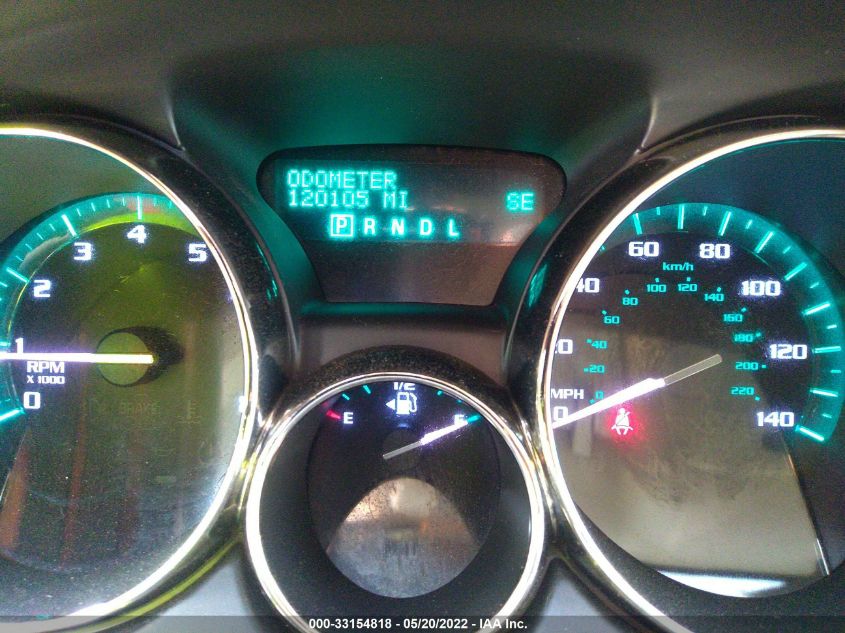 ODOMETER
120105 MI SE
P R N D L
0 1 2 3 4 5
RPM
X 1000
E 1/2 F
0 20 40 60 80 100 120 140
MPH
km/h
0 20 40 60 80 100 120 140 160 180 200 220
000-33154818 - 05/20/2022 - IAA Inc.